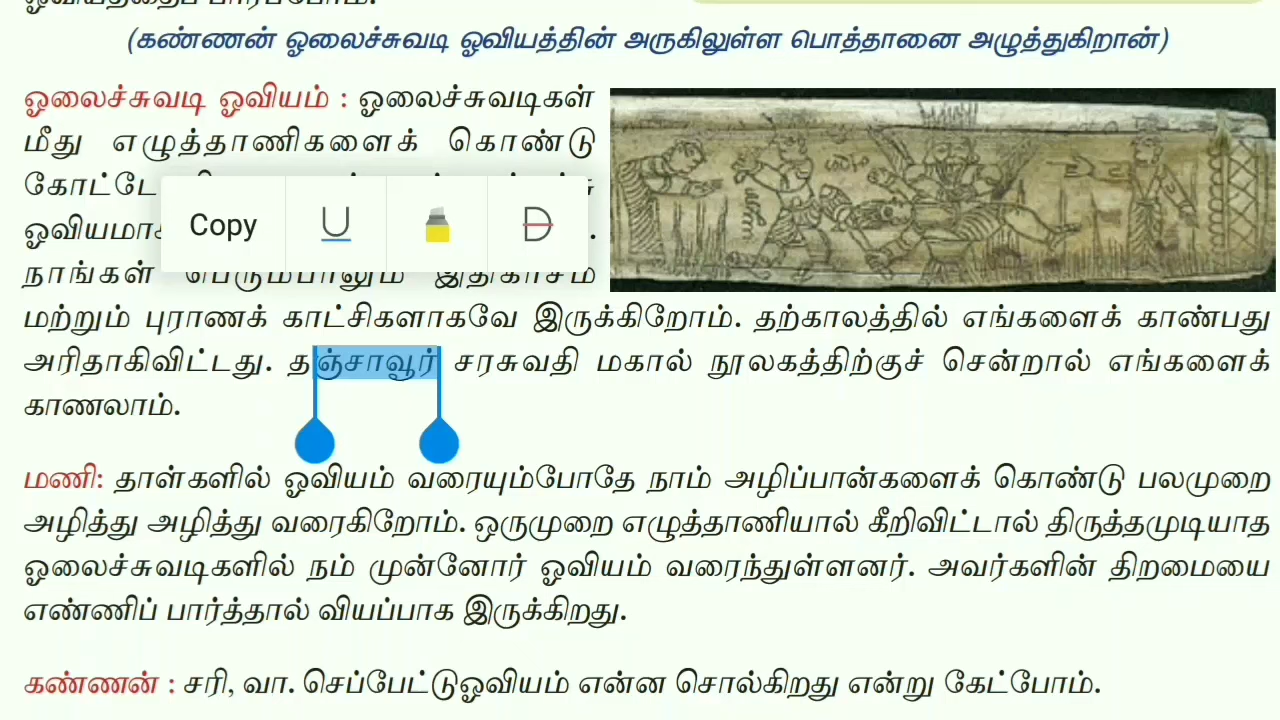 (கண்ணன் ஓலைச்சுவடி ஓவியத்தின் அருகிலுள்ள பொத்தானை அழுத்துகிறான்)
ஓலைச்சுவடி ஓவியம் : ஓலைச்சுவடிகள்
மீது எழுத்தாணிகளைக் கொண்டு
Copy
நாங்கள் பெரும்பாலும் இதிகாசம்
மற்றும் புராணக் காட்சிகளாகவே இருக்கிறோம். தற்காலத்தில் எங்களைக் காண்பது
அரிதாகிவிட்டது. தஞ்சாவூர் சரசுவதி மகால் நூலகத்திற்குச் சென்றால் எங்களைக்
காணலாம்.
மணி: தாள்களில் ஓவியம் வரையும்போதே நாம் அழிப்பான்களைக் கொண்டு பலமுறை
அழித்து அழித்து வரைகிறோம். ஒருமுறை எழுத்தாணியால் கீறிவிட்டால் திருத்தமுடியாத
ஓலைச்சுவடிகளில் நம் முன்னோர் ஓவியம் வரைந்துள்ளனர். அவர்களின் திறமையை
எண்ணிப் பார்த்தால் வியப்பாக இருக்கிறது.
கண்ணன் : சரி, வா. செப்பேட்டுஓவியம் என்ன சொல்கிறது என்று கேட்போம்.